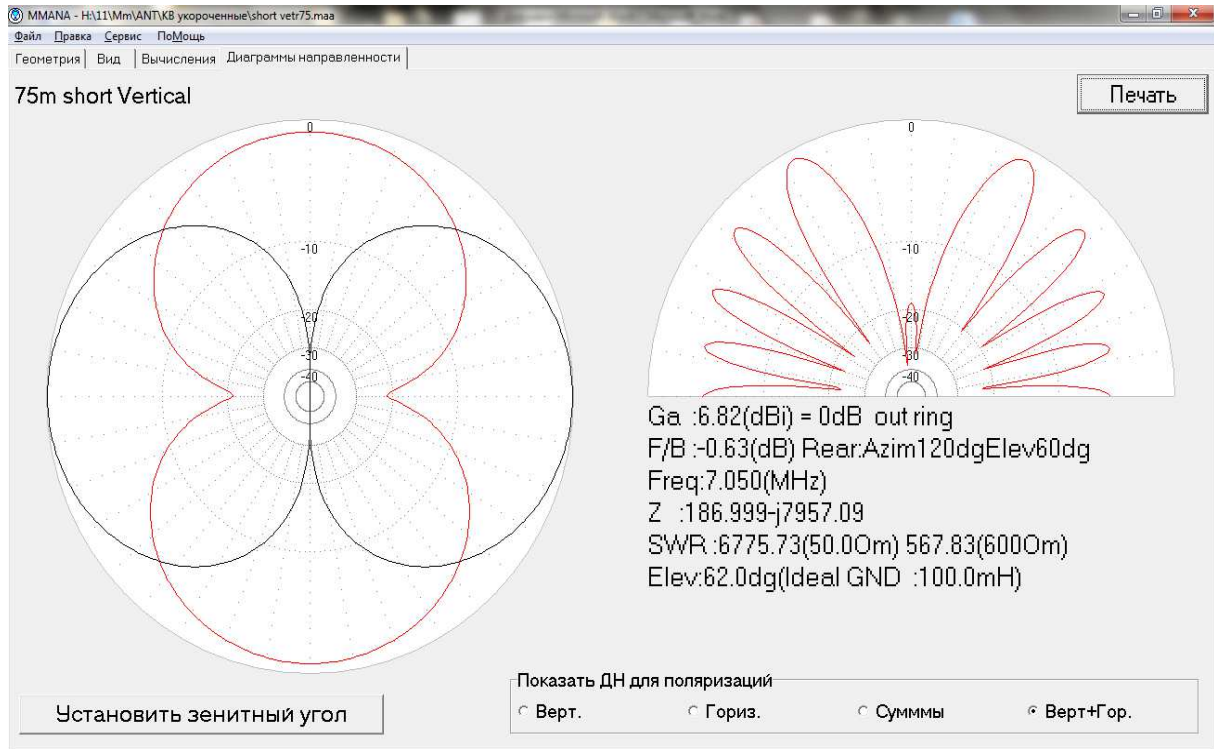 MMANA - H:\11\Mm\ANT\КВ укороченные\short vetr75.maa
Файл Правка Сервис ПоМощь
Геометрия Вид Вычисления Диаграммы направленности
75m short Vertical
Печать
0
-10
-20
-30
-40
0
-10
-20
-30
-40
Ga :6.82(dBi) = 0dB out ring
F/B :-0.63(dB) Rear:Azim120dgElev60dg
Freq:7.050(MHz)
Z :186.999-j7957.09
SWR :6775.73(50.0Om) 567.83(600Om)
Elev:62.0dg(Ideal GND :100.0mH)
Показать ДН для поляризаций
Верт. Гориз. Сумммы Верт+Гор.
Установить зенитный угол